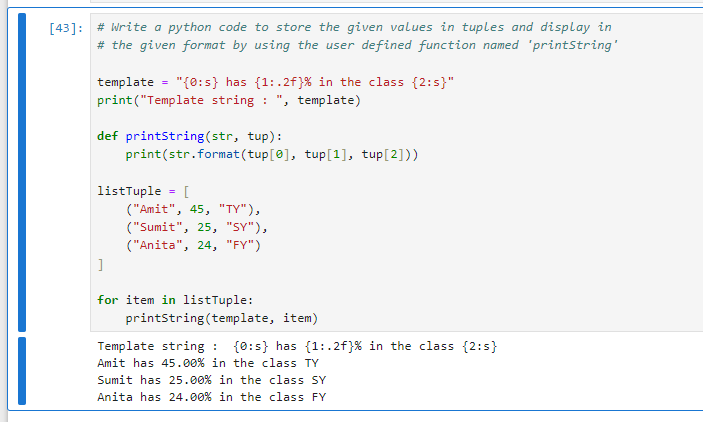 [43]: # Write a python code to store the given values in tuples and display in
# the given format by using the user defined function named 'printString'
template = "{0:s} has {1:.2f}% in the class {2:s}"
print("Template string : ", template)
def printString(str, tup):
    print(str.format(tup[0], tup[1], tup[2]))
listTuple = [
    ("Amit", 45, "TY"),
    ("Sumit", 25, "SY"),
    ("Anita", 24, "FY")
]
for item in listTuple:
    printString(template, item)
Template string :  {0:s} has {1:.2f}% in the class {2:s}
Amit has 45.00% in the class TY
Sumit has 25.00% in the class SY
Anita has 24.00% in the class FY